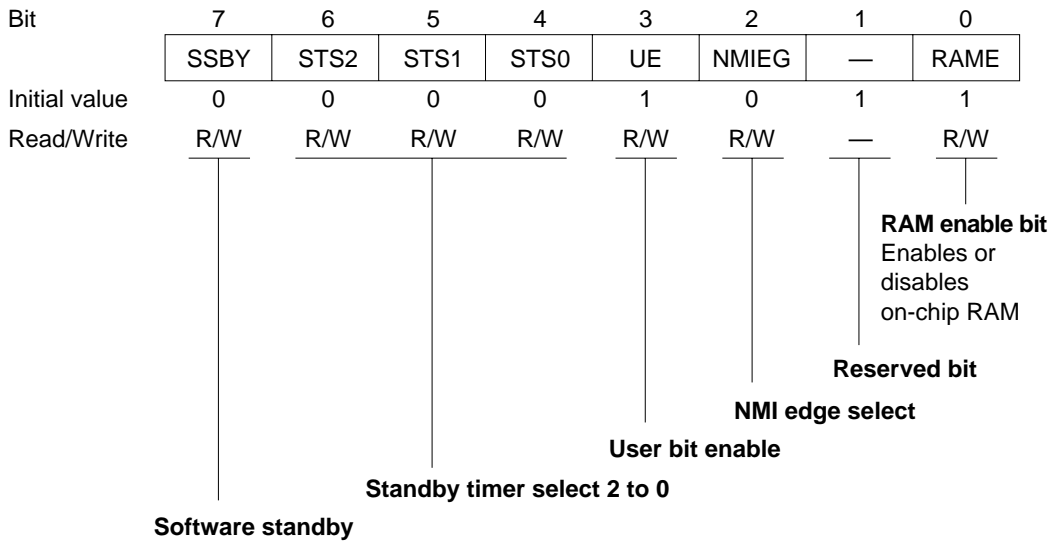 Bit 7 6 5 4 3 2 1 0
SSBY STS2 STS1 STS0 UE NMIEG — RAME
Initial value 0 0 0 0 1 0 1 1
Read/Write R/W R/W R/W R/W R/W R/W — R/W
RAM enable bit
Enables or
disables
on-chip RAM
Reserved bit
NMI edge select
User bit enable
Standby timer select 2 to 0
Software standby